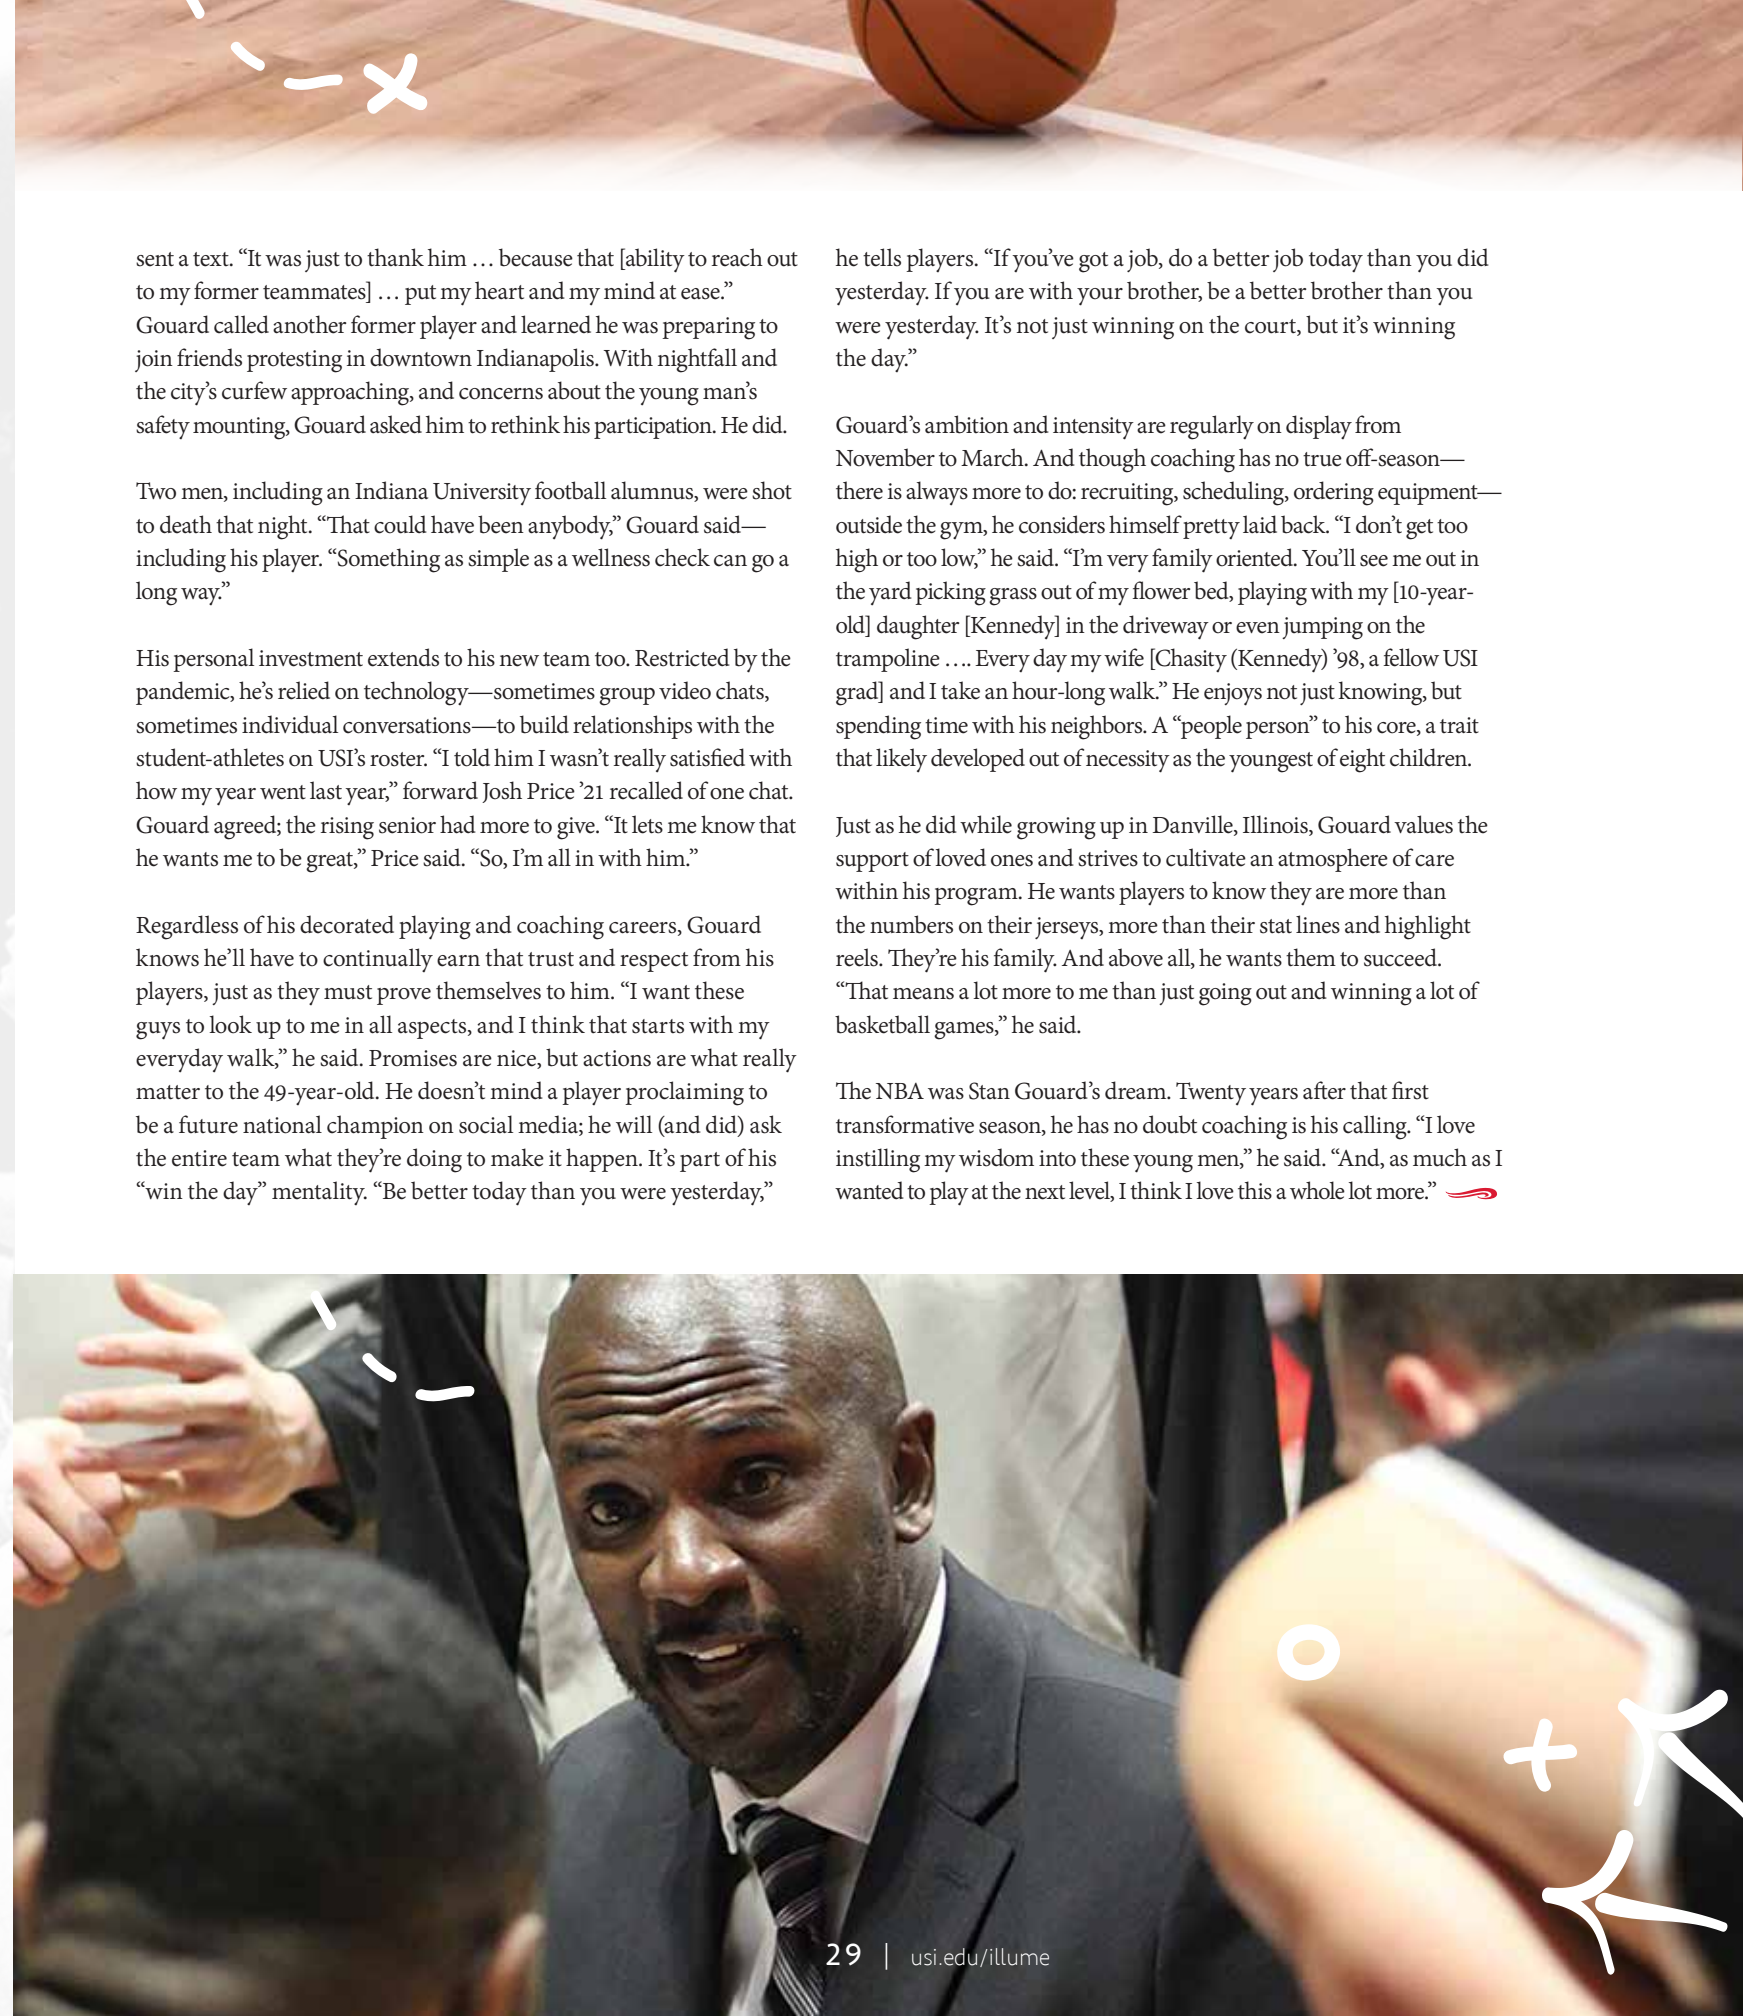 sent a text. “It was just to thank him … because that [ability to reach out
to my former teammates] … put my heart and my mind at ease.”
Gouard called another former player and learned he was preparing to
join friends protesting in downtown Indianapolis. With nightfall and
the city’s curfew approaching, and concerns about the young man’s
safety mounting, Gouard asked him to rethink his participation. He did.
Two men, including an Indiana University football alumnus, were shot
to death that night. “That could have been anybody,” Gouard said—
including his player. “Something as simple as a wellness check can go a
long way.”
His personal investment extends to his new team too. Restricted by the
pandemic, he’s relied on technology—sometimes group video chats,
sometimes individual conversations—to build relationships with the
student-athletes on USI’s roster. “I told him I wasn’t really satisfied with
how my year went last year,” forward Josh Price ’21 recalled of one chat.
Gouard agreed; the rising senior had more to give. “It lets me know that
he wants me to be great,” Price said. “So, I’m all in with him.”
Regardless of his decorated playing and coaching careers, Gouard
knows he’ll have to continually earn that trust and respect from his
players, just as they must prove themselves to him. “I want these
guys to look up to me in all aspects, and I think that starts with my
everyday walk,” he said. Promises are nice, but actions are what really
matter to the 49-year-old. He doesn’t mind a player proclaiming to
be a future national champion on social media; he will (and did) ask
the entire team what they’re doing to make it happen. It’s part of his
“win the day” mentality. “Be better today than you were yesterday,”
he tells players. “If you’ve got a job, do a better job today than you did
yesterday. If you are with your brother, be a better brother than you
were yesterday. It’s not just winning on the court, but it’s winning
the day.”
Gouard’s ambition and intensity are regularly on display from
November to March. And though coaching has no true off-season—
there is always more to do: recruiting, scheduling, ordering equipment—
outside the gym, he considers himself pretty laid back. “I don’t get too
high or too low,” he said. “I’m very family oriented. You’ll see me out in
the yard picking grass out of my flower bed, playing with my [10-year-
old] daughter [Kennedy] in the driveway or even jumping on the
trampoline …. Every day my wife [Chasity (Kennedy) ’98, a fellow USI
grad] and I take an hour-long walk.” He enjoys not just knowing, but
spending time with his neighbors. A “people person” to his core, a trait
that likely developed out of necessity as the youngest of eight children.
Just as he did while growing up in Danville, Illinois, Gouard values the
support of loved ones and strives to cultivate an atmosphere of care
within his program. He wants players to know they are more than
the numbers on their jerseys, more than their stat lines and highlight
reels. They’re his family. And above all, he wants them to succeed.
“That means a lot more to me than just going out and winning a lot of
basketball games,” he said.
The NBA was Stan Gouard’s dream. Twenty years after that first
transformative season, he has no doubt coaching is his calling. “I love
instilling my wisdom into these young men,” he said. “And, as much as I
wanted to play at the next level, I think I love this a whole lot more.”
29 | usi.edu/illume